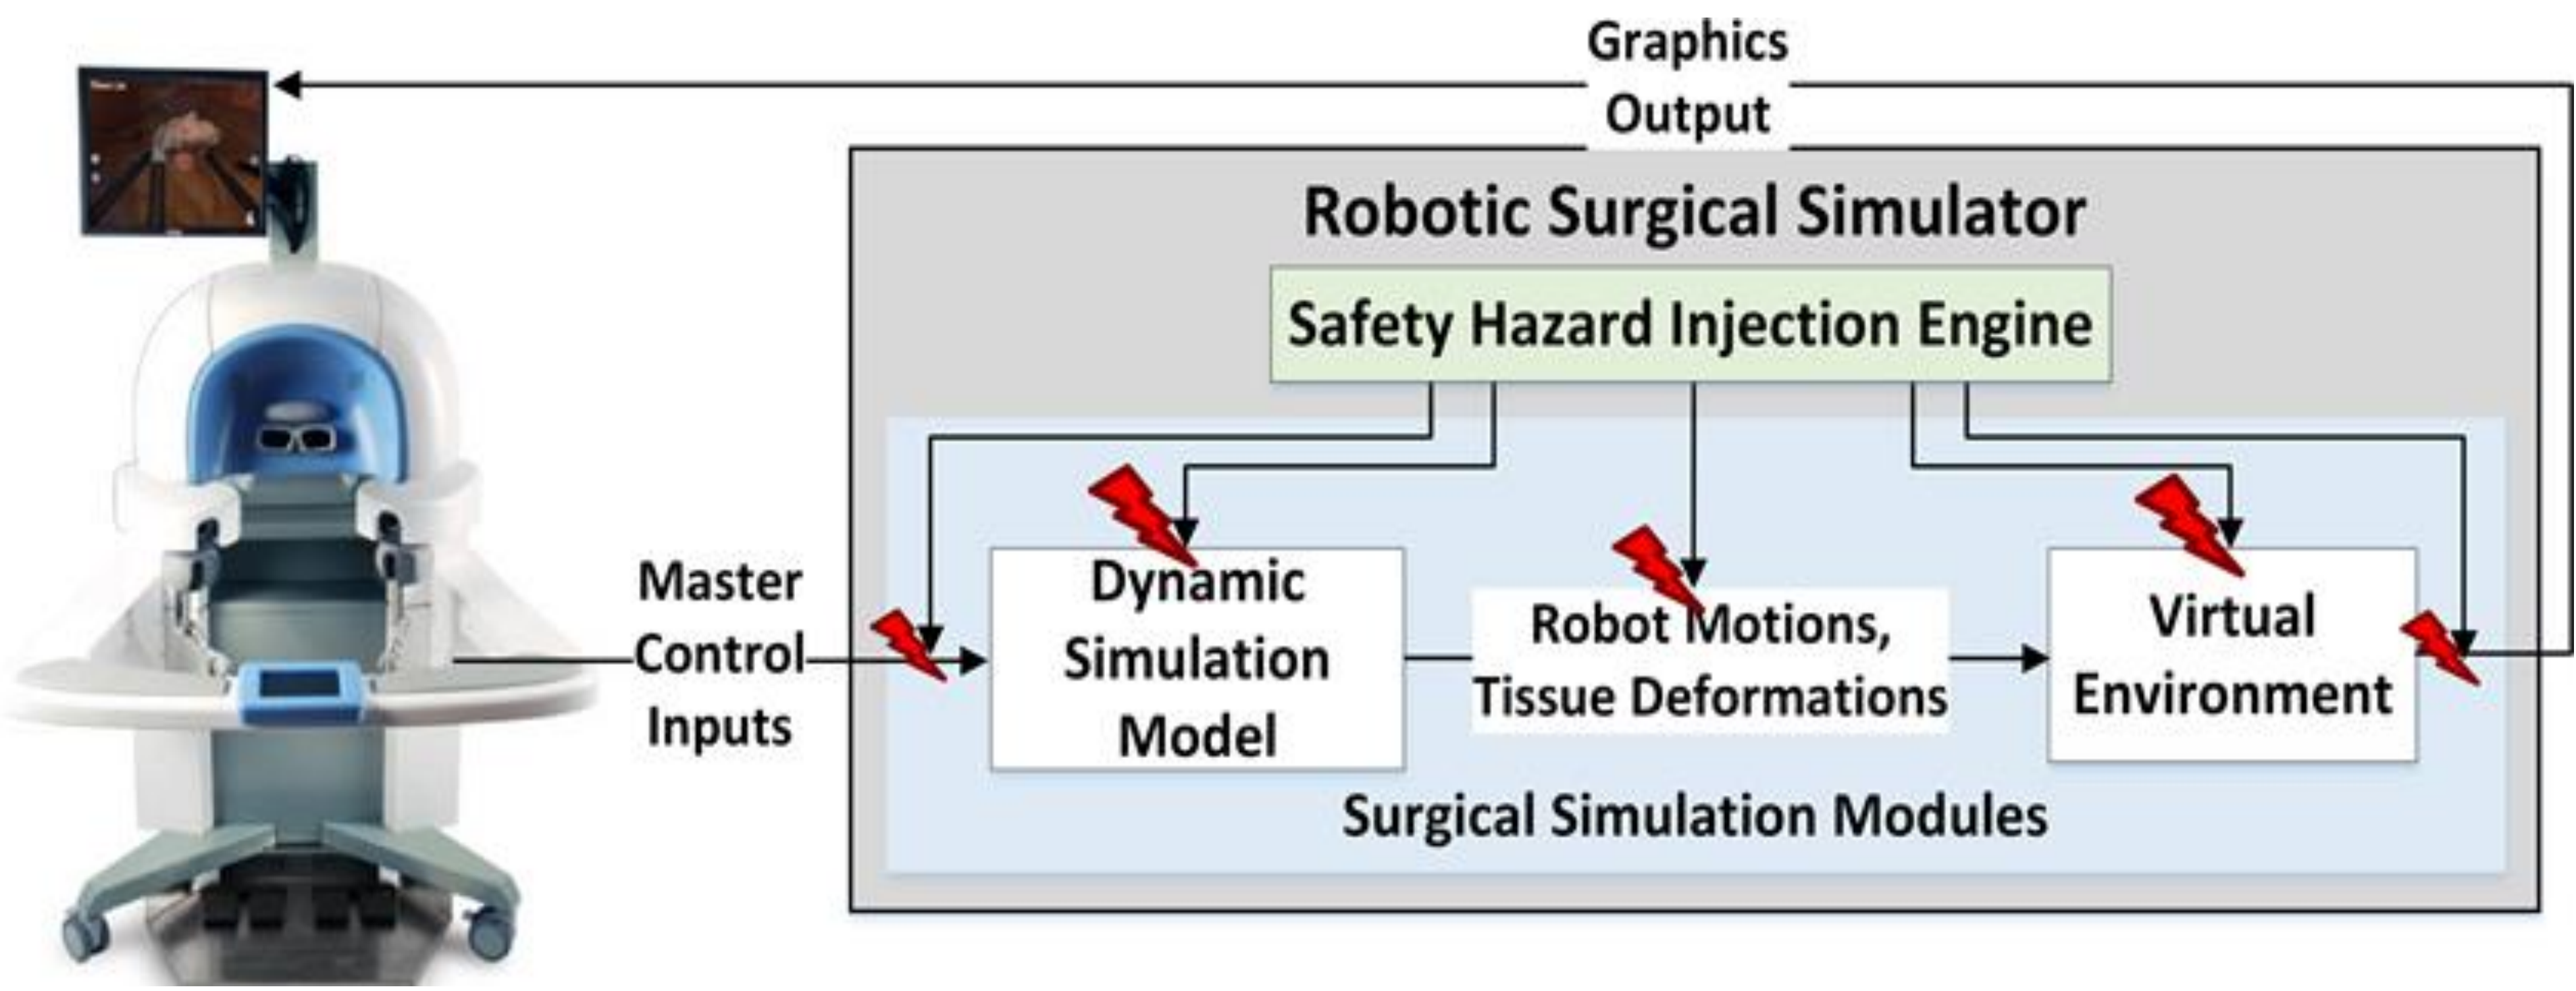 Graphics
Output
Robotic Surgical Simulator
Safety Hazard Injection Engine
Master
Control
Inputs
Dynamic
Simulation
Model
Robot Motions,
Tissue Deformations
Virtual
Environment
Surgical Simulation Modules